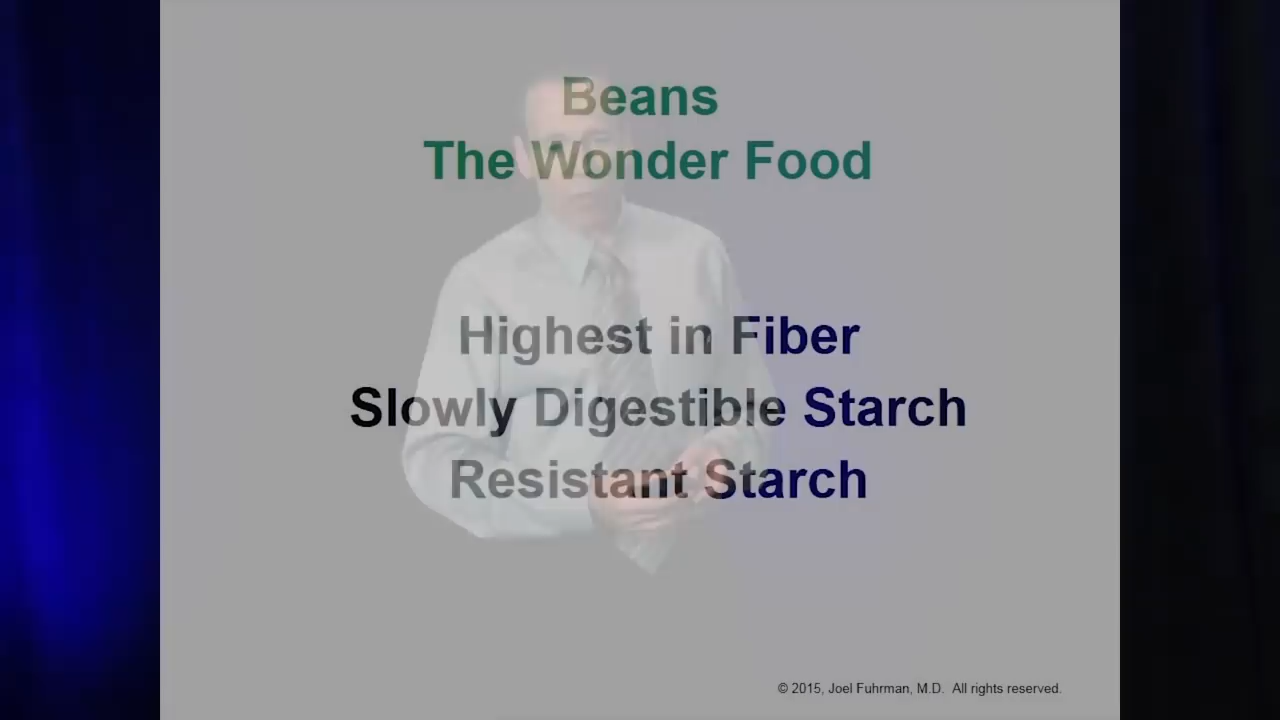 Beans
The Wonder Food
Highest in Fiber
Slowly Digestible Starch
Resistant Starch
© 2015, Joel Fuhrman, M.D. All rights reserved.